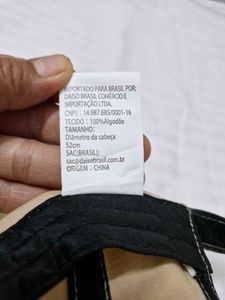 IMPORTADO PARA BRASIL POR:
DAISO BRASIL COMÉRCIO E
IMPORTAÇÃO LTDA.
CNPJ : 14.987.685/0001-16
TECIDO : 100%Algodão
TAMANHO:
Diâmetro da cabeça
52cm
SAC(BRASIL):
sac@daisobrasil.com.br
ORIGEM : CHINA